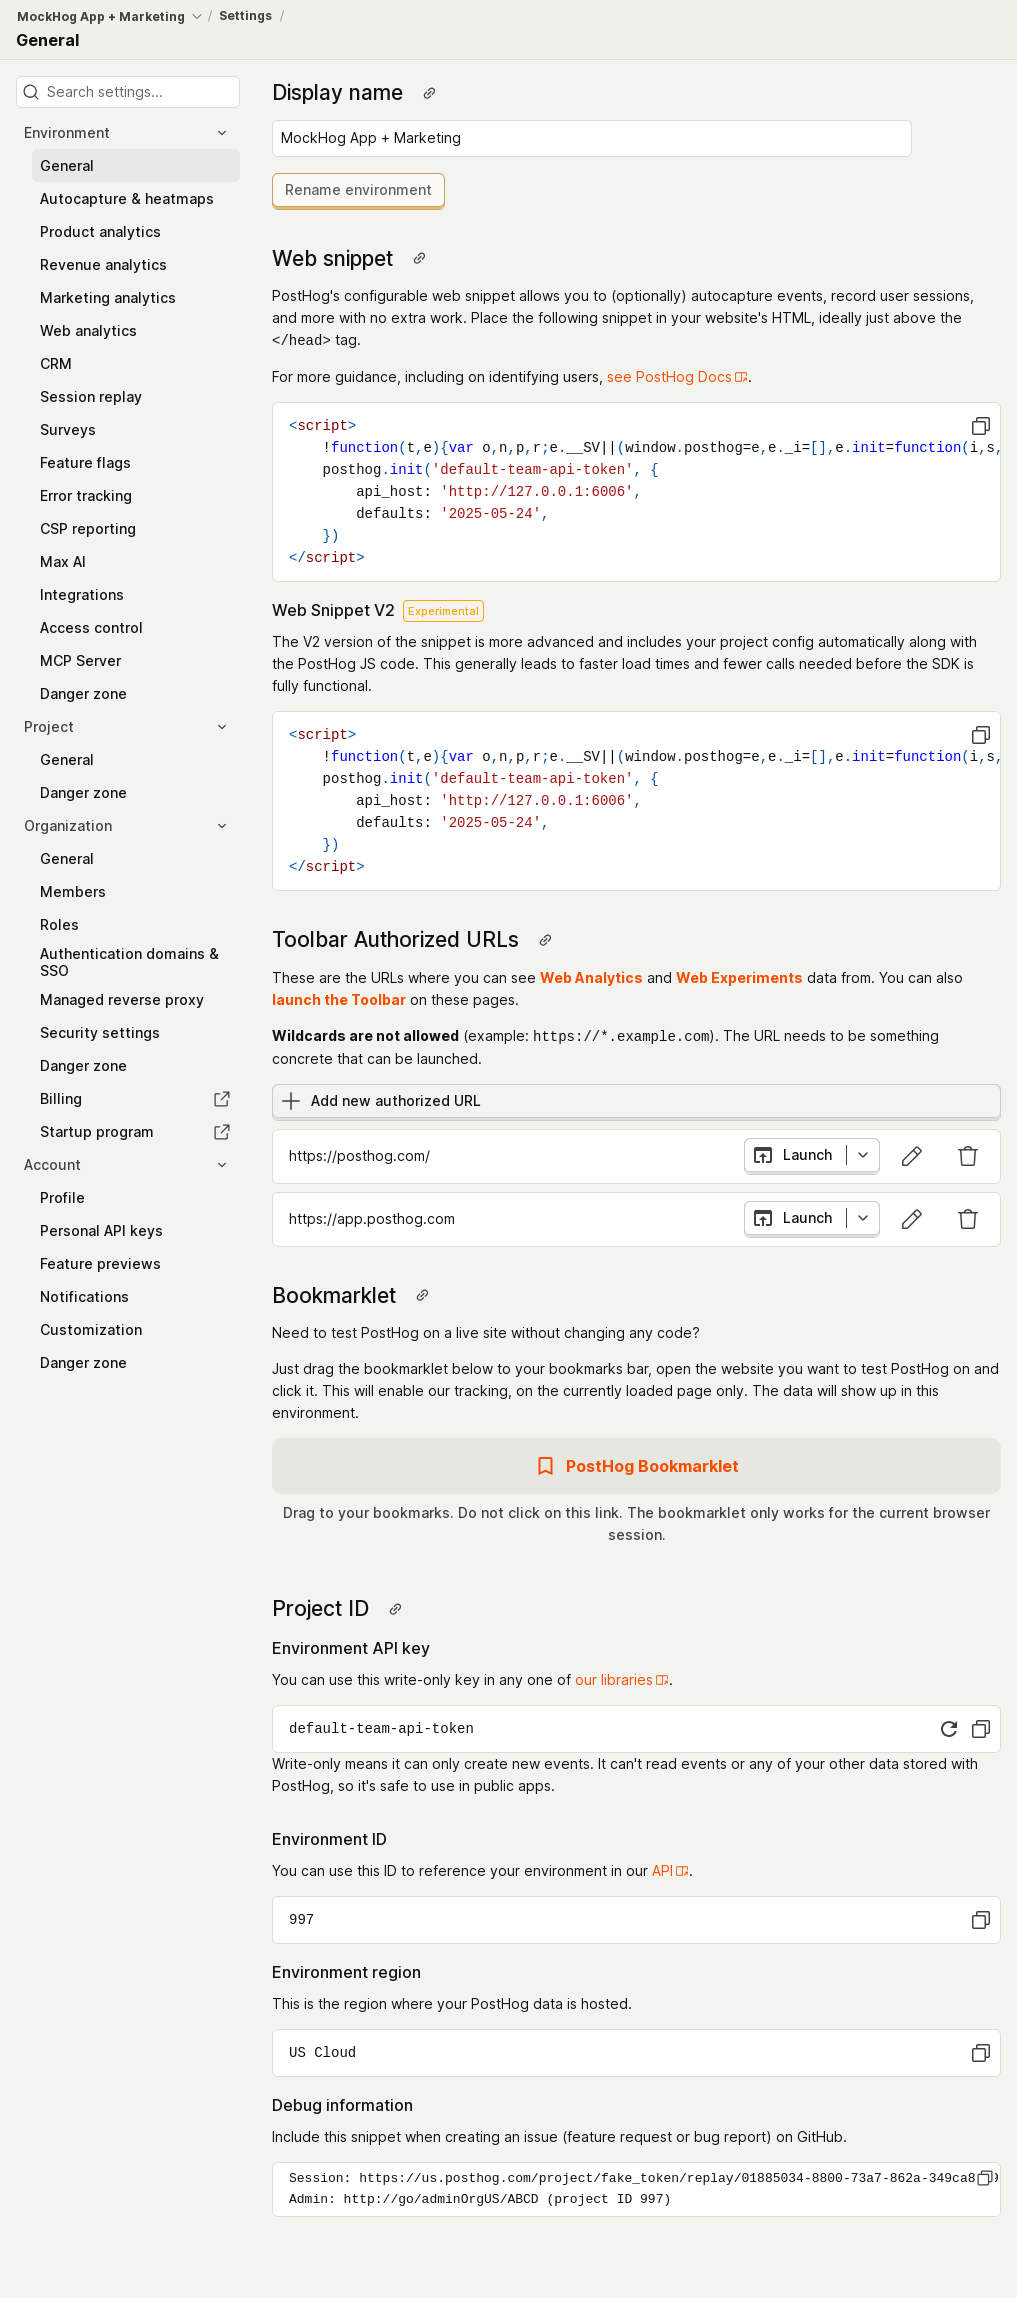 MockHog App + Marketing / Settings /
General
Search settings...
Environment
General
Autocapture & heatmaps
Product analytics
Revenue analytics
Marketing analytics
Web analytics
CRM
Session replay
Surveys
Feature flags
Error tracking
CSP reporting
Max AI
Integrations
Access control
MCP Server
Danger zone
Project
General
Danger zone
Organization
General
Members
Roles
Authentication domains &
SSO
Managed reverse proxy
Security settings
Danger zone
Billing
Startup program
Account
Profile
Personal API keys
Feature previews
Notifications
Customization
Danger zone
Display name
MockHog App + Marketing
Rename environment
Web snippet
PostHog's configurable web snippet allows you to (optionally) autocapture events, record user sessions,
and more with no extra work. Place the following snippet in your website's HTML, ideally just above the
</head> tag.
For more guidance, including on identifying users, see PostHog Docs.
<script>
!function(t,e){var o,n,p,r;e.__SV||(window.posthog=e,e._i=[],e.init=function(i,s,
posthog.init('default-team-api-token', {
api_host: 'http://127.0.0.1:6006',
defaults: '2025-05-24',
})
</script>
Web Snippet V2 Experimental
The V2 version of the snippet is more advanced and includes your project config automatically along with
the PostHog JS code. This generally leads to faster load times and fewer calls needed before the SDK is
fully functional.
<script>
!function(t,e){var o,n,p,r;e.__SV||(window.posthog=e,e._i=[],e.init=function(i,s,
posthog.init('default-team-api-token', {
api_host: 'http://127.0.0.1:6006',
defaults: '2025-05-24',
})
</script>
Toolbar Authorized URLs
These are the URLs where you can see Web Analytics and Web Experiments data from. You can also
launch the Toolbar on these pages.
Wildcards are not allowed (example: https://*.example.com). The URL needs to be something
concrete that can be launched.
Add new authorized URL
https://posthog.com/ Launch
https://app.posthog.com Launch
Bookmarklet
Need to test PostHog on a live site without changing any code?
Just drag the bookmarklet below to your bookmarks bar, open the website you want to test PostHog on and
click it. This will enable our tracking, on the currently loaded page only. The data will show up in this
environment.
PostHog Bookmarklet
Drag to your bookmarks. Do not click on this link. The bookmarklet only works for the current browser
session.
Project ID
Environment API key
You can use this write-only key in any one of our libraries.
default-team-api-token
Write-only means it can only create new events. It can't read events or any of your other data stored with
PostHog, so it's safe to use in public apps.
Environment ID
You can use this ID to reference your environment in our API.
997
Environment region
This is the region where your PostHog data is hosted.
US Cloud
Debug information
Include this snippet when creating an issue (feature request or bug report) on GitHub.
Session: https://us.posthog.com/project/fake_token/replay/01885034-8800-73a7-862a-349ca8
Admin: http://go/adminOrgUS/ABCD (project ID 997)